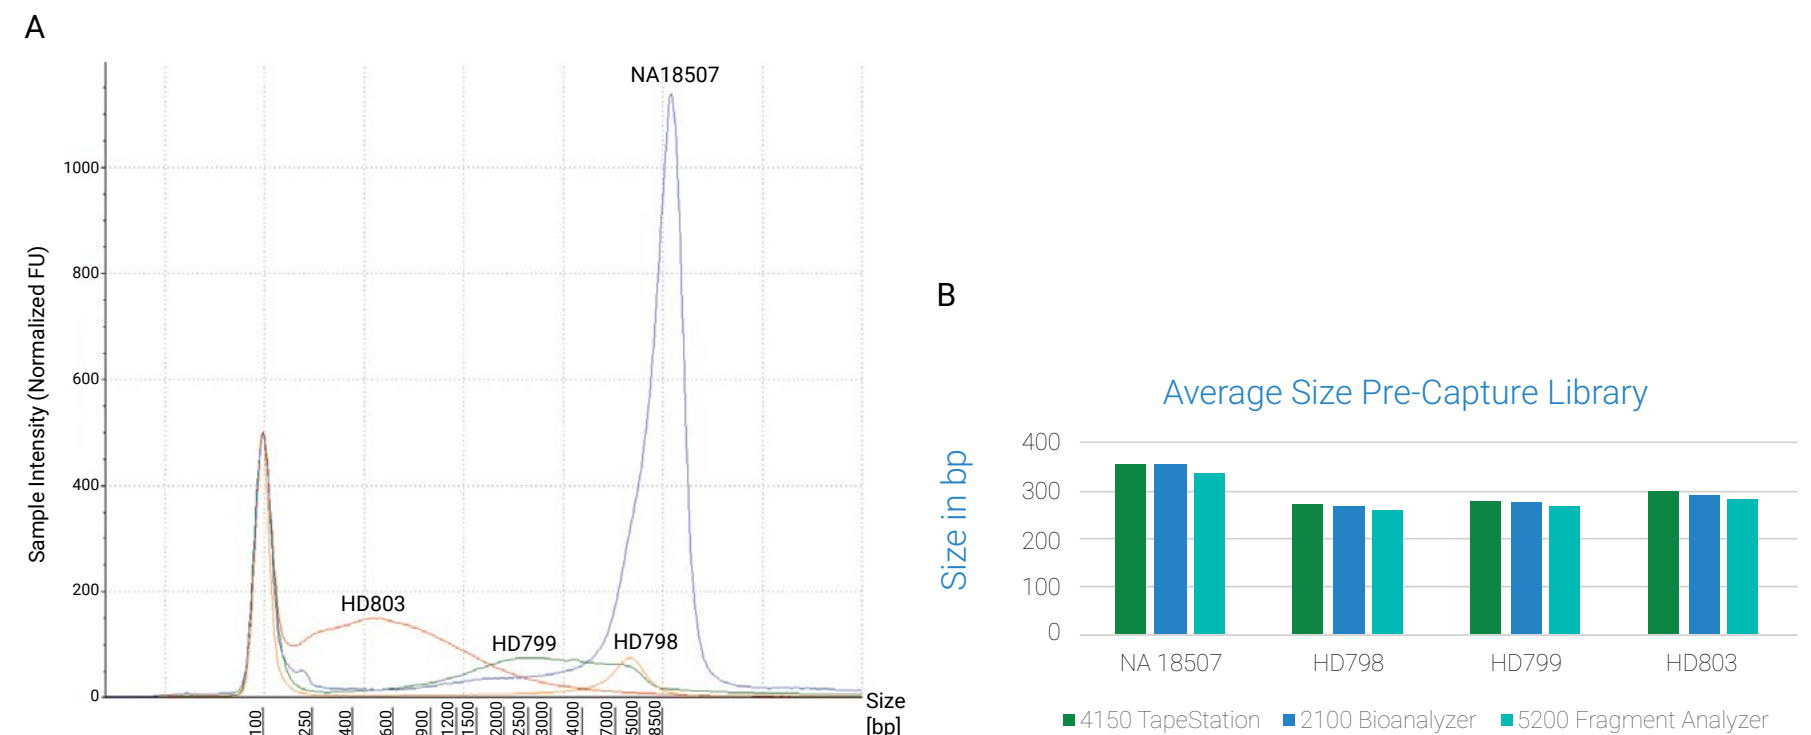 A
NA18507
1000
800
600
400
200
0
Sample Intensity (Normalized FU)
HD803
HD799
HD798
100
250
400
600
900
1200
1500
2000
2500
3000
4000
7000
5000
8500
Size
[bp]
B
Average Size Pre-Capture Library
Size in bp
400
300
200
100
0
NA 18507
HD798
HD799
HD803
4150 TapeStation
2100 Bioanalyzer
5200 Fragment Analyzer